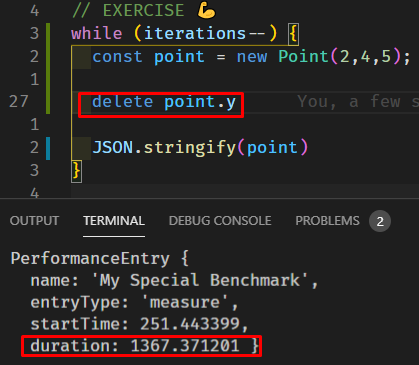 4 // EXERCISE 💪
3 while (iterations--) {
2 const point = new Point(2,4,5);
1
27 delete point.y You, a few s
1
2 JSON.stringify(point)
3 }
4
OUTPUT TERMINAL DEBUG CONSOLE PROBLEMS 2
PerformanceEntry {
name: 'My Special Benchmark',
entryType: 'measure',
startTime: 251.443399,
duration: 1367.371201 }